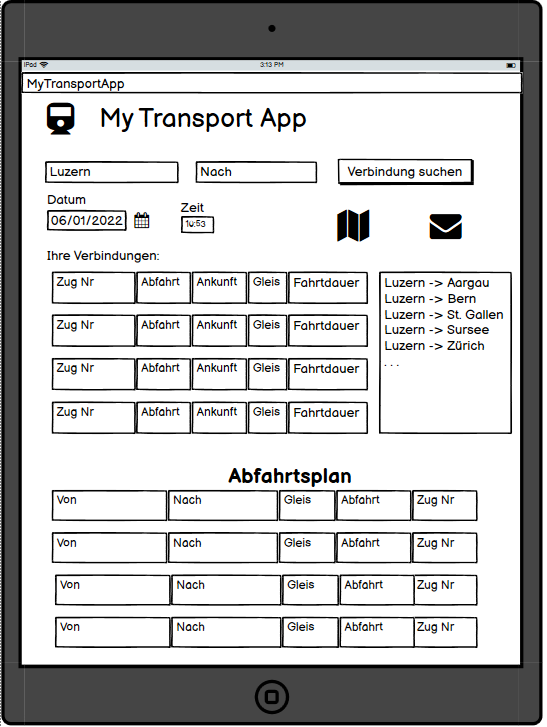 iPad 3:13 PM
MyTransportApp
My Transport App
Luzern Nach Verbindung suchen
Datum
Zeit
06/01/2022 10:53
Ihre Verbindungen:
Zug Nr Abfahrt Ankunft Gleis Fahrtdauer
Zug Nr Abfahrt Ankunft Gleis Fahrtdauer
Zug Nr Abfahrt Ankunft Gleis Fahrtdauer
Zug Nr Abfahrt Ankunft Gleis Fahrtdauer
Luzern -> Aargau
Luzern -> Bern
Luzern -> St. Gallen
Luzern -> Sursee
Luzern -> Zürich
. . .
Abfahrtsplan
Von Nach Gleis Abfahrt Zug Nr
Von Nach Gleis Abfahrt Zug Nr
Von Nach Gleis Abfahrt Zug Nr
Von Nach Gleis Abfahrt Zug Nr